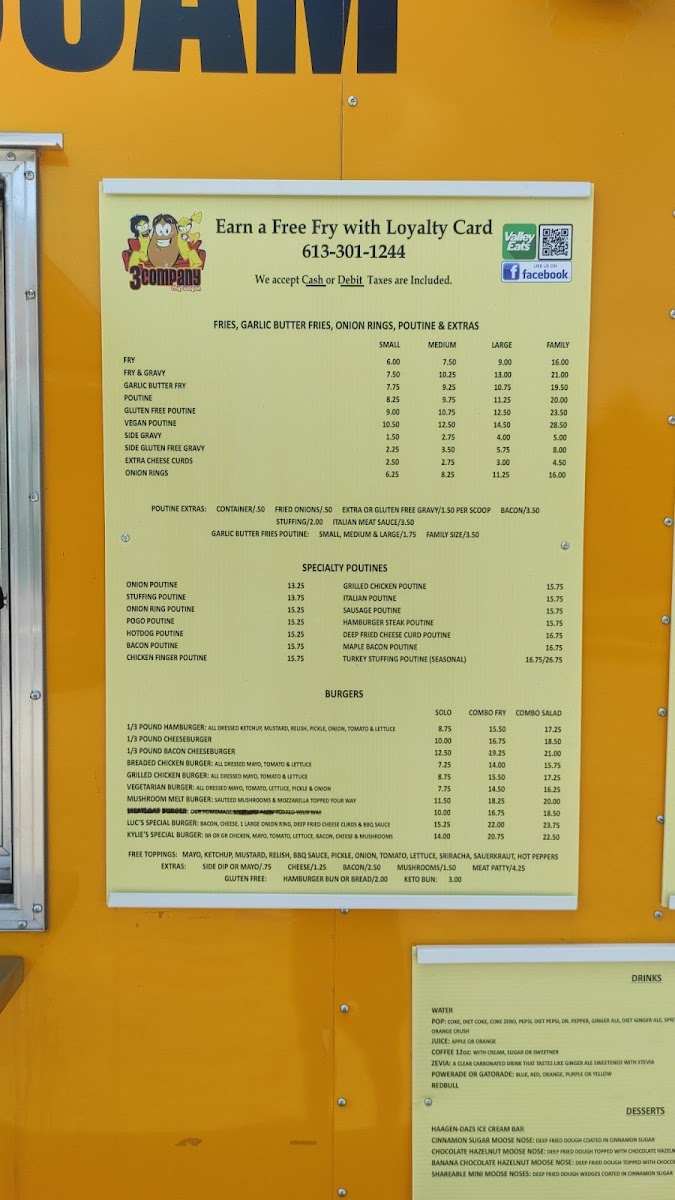 OAM
3'scompany
Earn a Free Fry with Loyalty Card
613-301-1244
We accept Cash or Debit Taxes are Included.
Valley Eats
LIKE US ON
facebook
FRIES, GARLIC BUTTER FRIES, ONION RINGS, POUTINE & EXTRAS
SMALL MEDIUM LARGE FAMILY
FRY 6.00 7.50 9.00 16.00
FRY & GRAVY 7.50 10.25 13.00 21.00
GARLIC BUTTER FRY 7.75 9.25 10.75 19.50
POUTINE 8.25 9.75 11.25 20.00
GLUTEN FREE POUTINE 9.00 10.75 12.50 23.50
VEGAN POUTINE 10.50 12.50 14.50 28.50
SIDE GRAVY 1.50 2.75 4.00 5.00
SIDE GLUTEN FREE GRAVY 2.25 3.50 5.75 8.00
EXTRA CHEESE CURDS 2.50 2.75 3.00 4.50
ONION RINGS 6.25 8.25 11.25 16.00
POUTINE EXTRAS: CONTAINER/.50 FRIED ONIONS/.50 EXTRA OR GLUTEN FREE GRAVY/1.50 PER SCOOP BACON/3.50
STUFFING/2.00 ITALIAN MEAT SAUCE/3.50
GARLIC BUTTER FRIES POUTINE: SMALL, MEDIUM & LARGE/1.75 FAMILY SIZE/3.50
SPECIALTY POUTINES
ONION POUTINE 13.25 GRILLED CHICKEN POUTINE 15.75
STUFFING POUTINE 13.75 ITALIAN POUTINE 15.75
ONION RING POUTINE 15.25 SAUSAGE POUTINE 15.75
POGO POUTINE 15.25 HAMBURGER STEAK POUTINE 15.75
HOTDOG POUTINE 15.25 DEEP FRIED CHEESE CURD POUTINE 16.75
BACON POUTINE 15.75 MAPLE BACON POUTINE 16.75
CHICKEN FINGER POUTINE 15.75 TURKEY STUFFING POUTINE (SEASONAL) 16.75/26.75
BURGERS
SOLO COMBO FRY COMBO SALAD
1/3 POUND HAMBURGER: ALL DRESSED KETCHUP, MUSTARD, RELISH, PICKLE, ONION, TOMATO & LETTUCE 8.75 15.50 17.25
1/3 POUND CHEESEBURGER 10.00 16.75 18.50
1/3 POUND BACON CHEESEBURGER 12.50 19.25 21.00
BREADED CHICKEN BURGER: ALL DRESSED MAYO, TOMATO & LETTUCE 7.25 14.00 15.75
GRILLED CHICKEN BURGER: ALL DRESSED MAYO, TOMATO & LETTUCE 8.75 15.50 17.25
VEGETARIAN BURGER: ALL DRESSED MAYO, TOMATO, LETTUCE, PICKLE & ONION 7.75 14.50 16.25
MUSHROOM MELT BURGER: SAUTEED MUSHROOMS & MOZZARELLA TOPPED YOUR WAY 11.50 18.25 20.00
MEATLOAF BURGER: OUR HOMEMADE TOPPED YOUR WAY 10.00 16.75 18.50
LUC'S SPECIAL BURGER: BACON, CHEESE, 1 LARGE ONION RING, DEEP FRIED CHEESE CURDS & BBQ SAUCE 15.25 22.00 23.75
KYLIE'S SPECIAL BURGER: BR OR GR CHICKEN, MAYO, TOMATO, LETTUCE, BACON, CHEESE & MUSHROOMS 14.00 20.75 22.50
FREE TOPPINGS: MAYO, KETCHUP, MUSTARD, RELISH, BBQ SAUCE, PICKLE, ONION, TOMATO, LETTUCE, SRIRACHA, SAUERKRAUT, HOT PEPPERS
EXTRAS: SIDE DIP OR MAYO/.75 CHEESE/1.25 BACON/2.50 MUSHROOMS/1.50 MEAT PATTY/4.25
GLUTEN FREE: HAMBURGER BUN OR BREAD/2.00 KETO BUN: 3.00
DRINKS
WATER
POP: COKE, DIET COKE, COKE ZERO, PEPSI, DIET PEPSI, DR. PEPPER, GINGER ALE, DIET GINGER ALE, SPR
ORANGE CRUSH
JUICE: APPLE OR ORANGE
COFFEE 12oz: WITH CREAM, SUGAR OR SWEETNER
ZEVIA: A CLEAR CARBONATED DRINK THAT TASTES LIKE GINGER ALE SWEETENED WITH STEVIA
POWERADE OR GATORADE: BLUE, RED, ORANGE, PURPLE OR YELLOW
REDBULL
DESSERTS
HAAGEN-DAZS ICE CREAM BAR
CINNAMON SUGAR MOOSE NOSE: DEEP FRIED DOUGH COATED IN CINNAMON SUGAR
CHOCOLATE HAZELNUT MOOSE NOSE: DEEP FRIED DOUGH TOPPED WITH CHOCOLATE HAZELN
BANANA CHOCOLATE HAZELNUT MOOSE NOSE: DEEP FRIED DOUGH TOPPED WITH CHOCO
SHAREABLE MINI MOOSE NOSES: DEEP FRIED DOUGH WEDGES COATED IN CINNAMON SUGAR